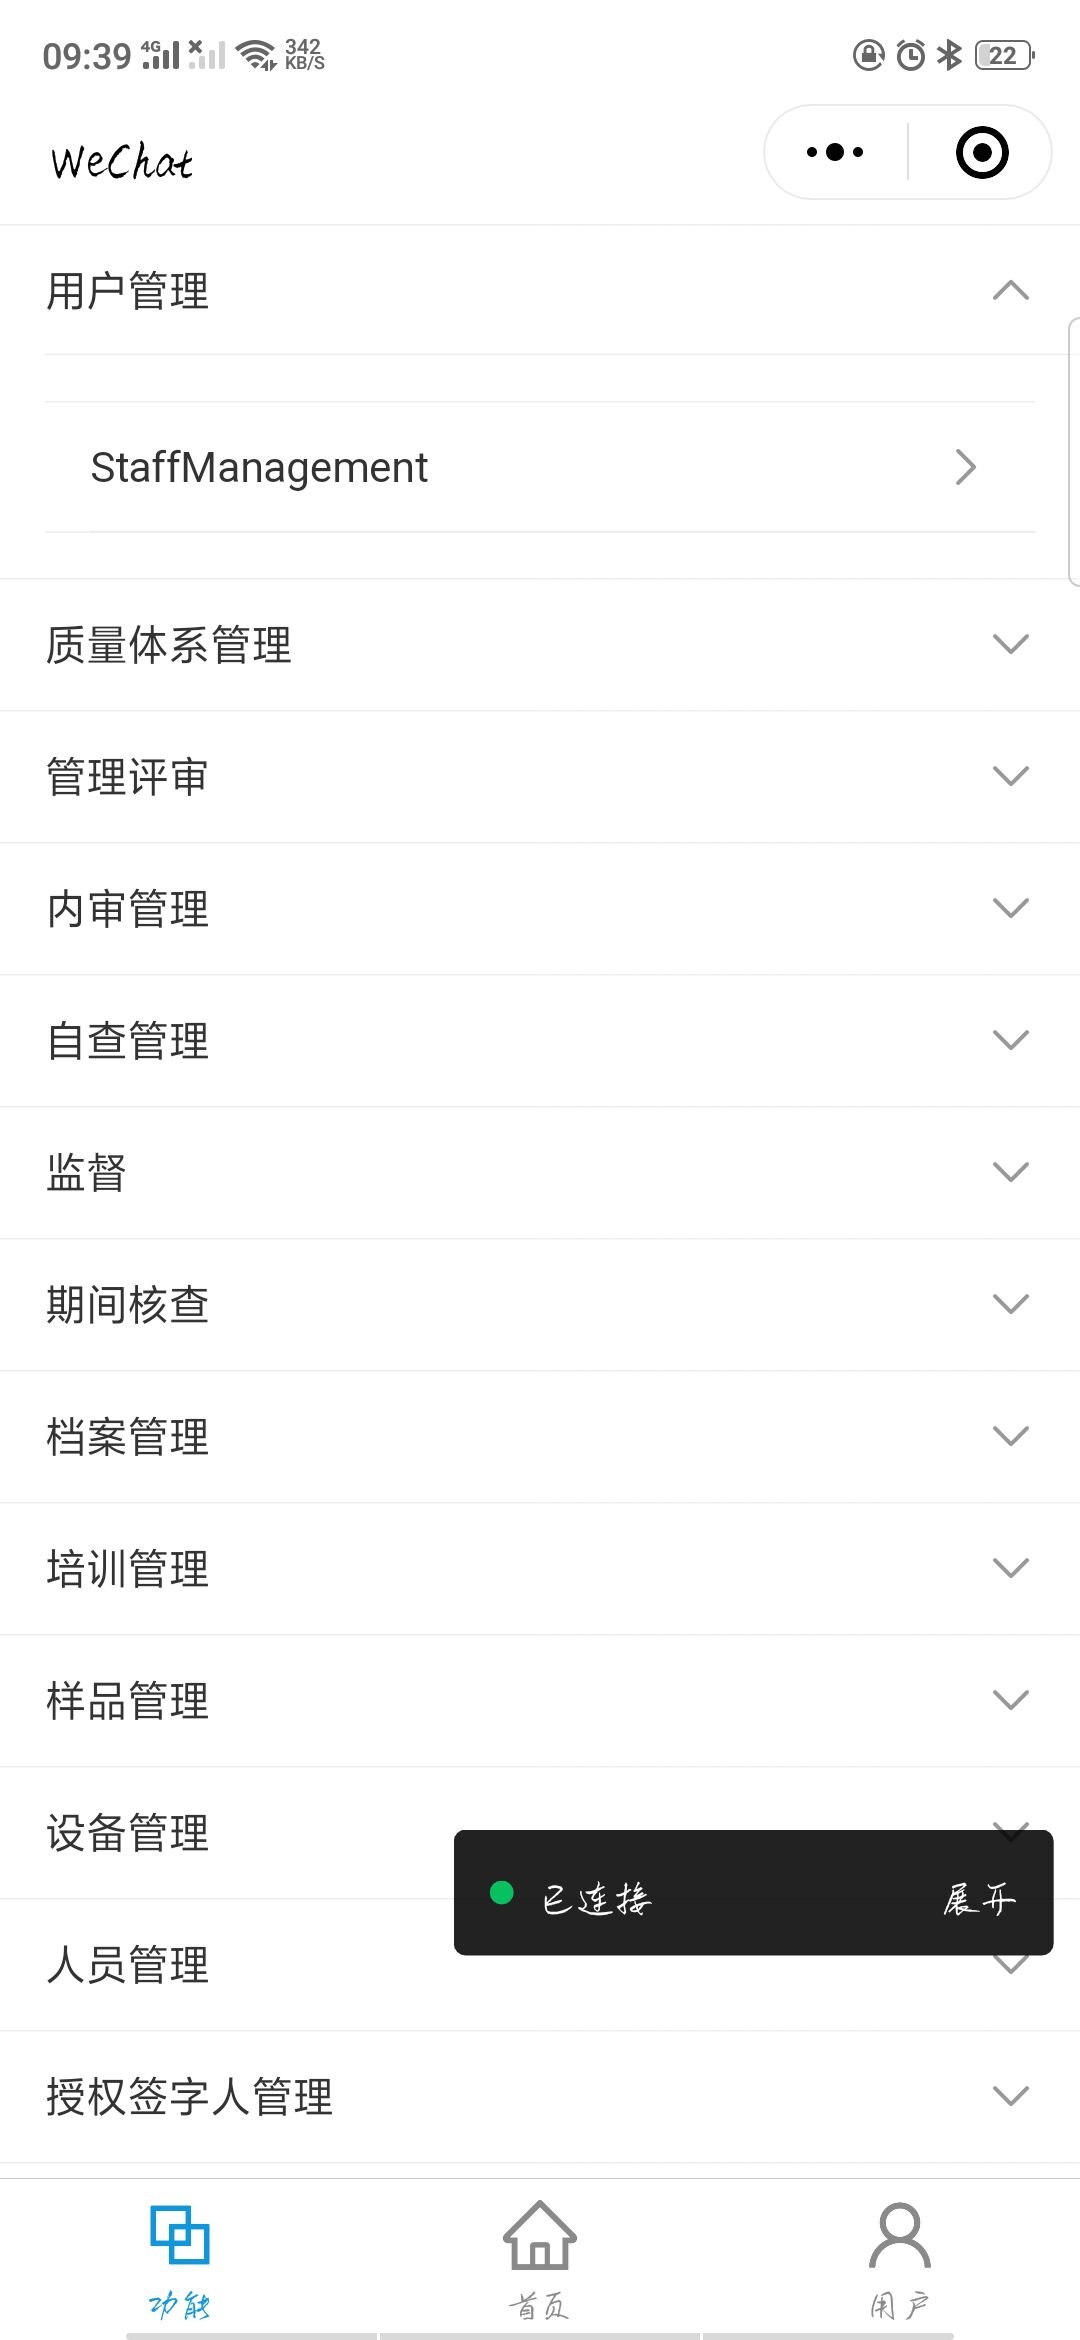 09:39 4G 342 KB/S 22
WeChat
用户管理
StaffManagement
质量体系管理
管理评审
内审管理
自查管理
监督
期间核查
档案管理
培训管理
样品管理
设备管理
已连接 展开
人员管理
授权签字人管理
功能 首页 用户